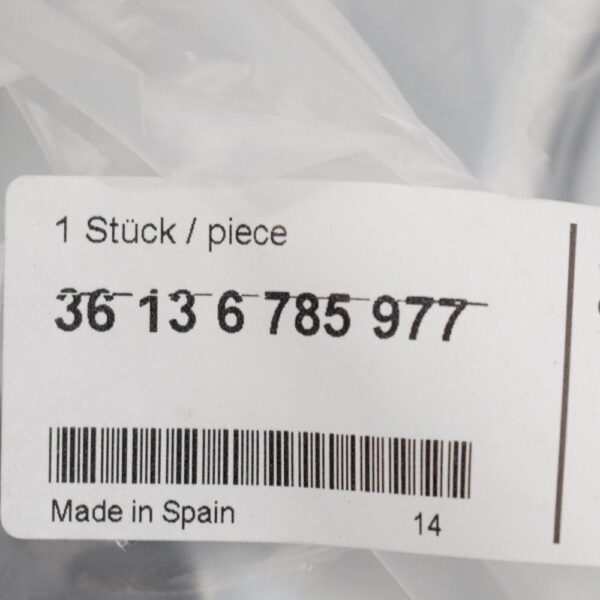 1 Stück / piece
36 13 6 785 977
Made in Spain
14